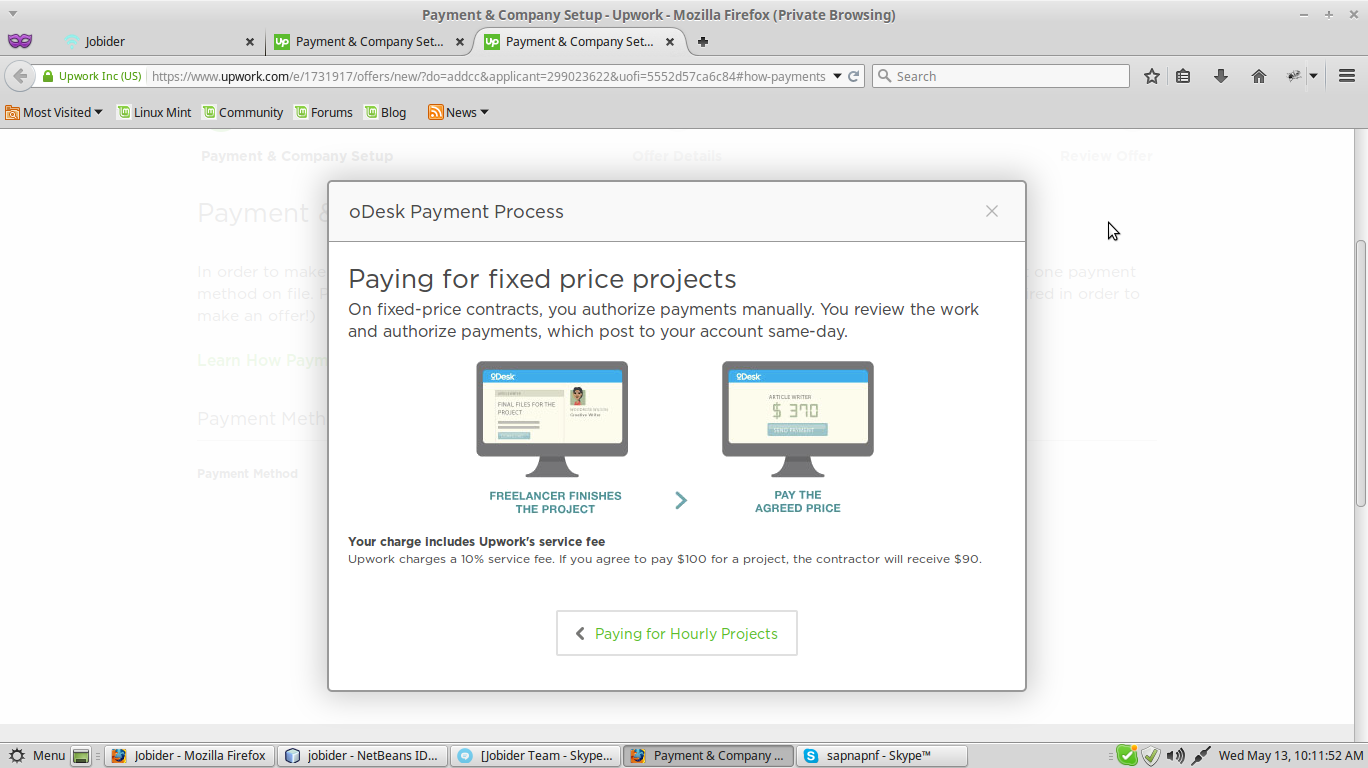 Payment & Company Setup - Upwork - Mozilla Firefox (Private Browsing)
Jobider
Payment & Company Set...
Payment & Company Set...
Upwork Inc (US)
https://www.upwork.com/e/1731917/offers/new/?do=addcc&applicant=299023622&uofi=5552d57ca6c84#how-payments
Search
Most Visited
Linux Mint
Community
Forums
Blog
News
Payment & Company Setup
Offer Details
Review Offer
Payment &
oDesk Payment Process
In order to make
one payment
method on file.
in order to
make an offer!)
Paying for fixed price projects
On fixed-price contracts, you authorize payments manually. You review the work
and authorize payments, which post to your account same-day.
Learn How Paym
Payment Meth
Payment Method
oDesk
FINAL FILES FOR THE
PROJECT
oDesk
ARTICLE WRITER
$ 370
SEND PAYMENT
FREELANCER FINISHES
THE PROJECT
PAY THE
AGREED PRICE
Your charge includes Upwork's service fee
Upwork charges a 10% service fee. If you agree to pay $100 for a project, the contractor will receive $90.
Paying for Hourly Projects
Menu
Jobider - Mozilla Firefox
jobider - NetBeans ID...
[Jobider Team - Skype...
Payment & Company ...
sapnapnf - Skype™
Wed May 13, 10:11:52 AM